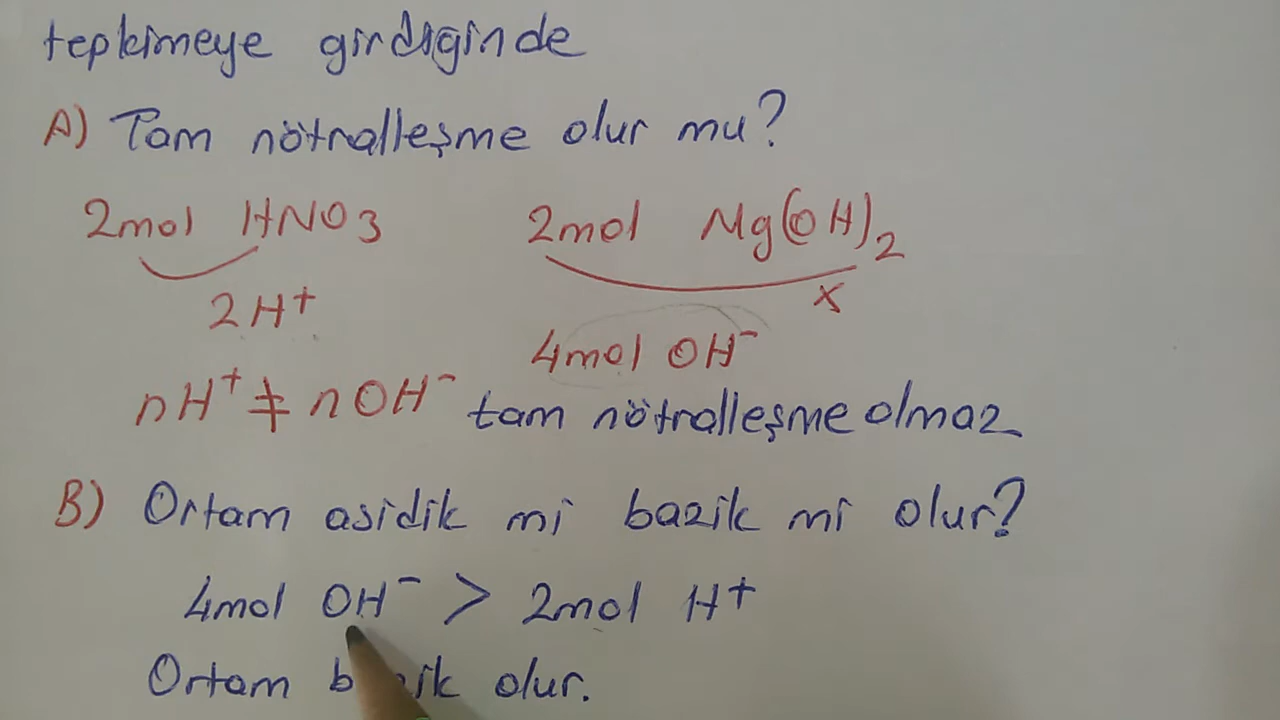 tepkimeye girdiğinde
A) Tam nötralleşme olur mu?
2mol HNO3 2mol Mg(OH)2
x
2H+
4mol OH-
nH+ ≠ nOH- tam nötralleşme olmaz
B) Ortam asidik mi bazik mi olur?
4mol OH- > 2mol H+
Ortam olur.